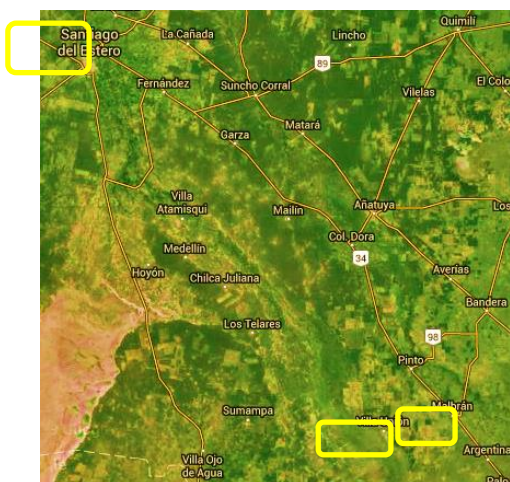 Quimilí
Santiago
del Estero
La Cañada
Lincho
89
Fernández
Suncho Corral
Vilelas
El Colo
Matará
Garza
Villa
Atamisqui
Mailín
Añatuya
Los
Col. Dora
Medellín
34
Hoyón
Chilca Juliana
Averías
Bandera
Los Telares
98
Pinto
Sumampa
Malbrán
Villa
Argentina
Villa Ojo
de Agua
Palo